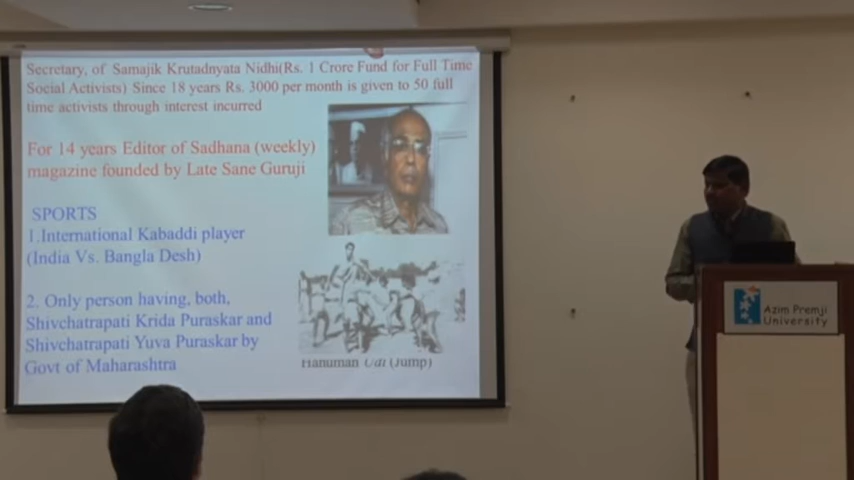 Secretary, of Samajik Krutadnyata Nidhi(Rs. 1 Crore Fund for Full Time
Social Activists) Since 18 years Rs. 3000 per month is given to 50 full
time activists through interest incurred
For 14 years Editor of Sadhana (weekly)
magazine founded by Late Sane Guruji
SPORTS
1.International Kabaddi player
(India Vs. Bangla Desh)
2. Only person having, both,
Shivchatrapati Krida Puraskar and
Shivchatrapati Yuva Puraskar by
Govt of Maharashtra
Hanuman Udi (Jump)
Azim Premji
University